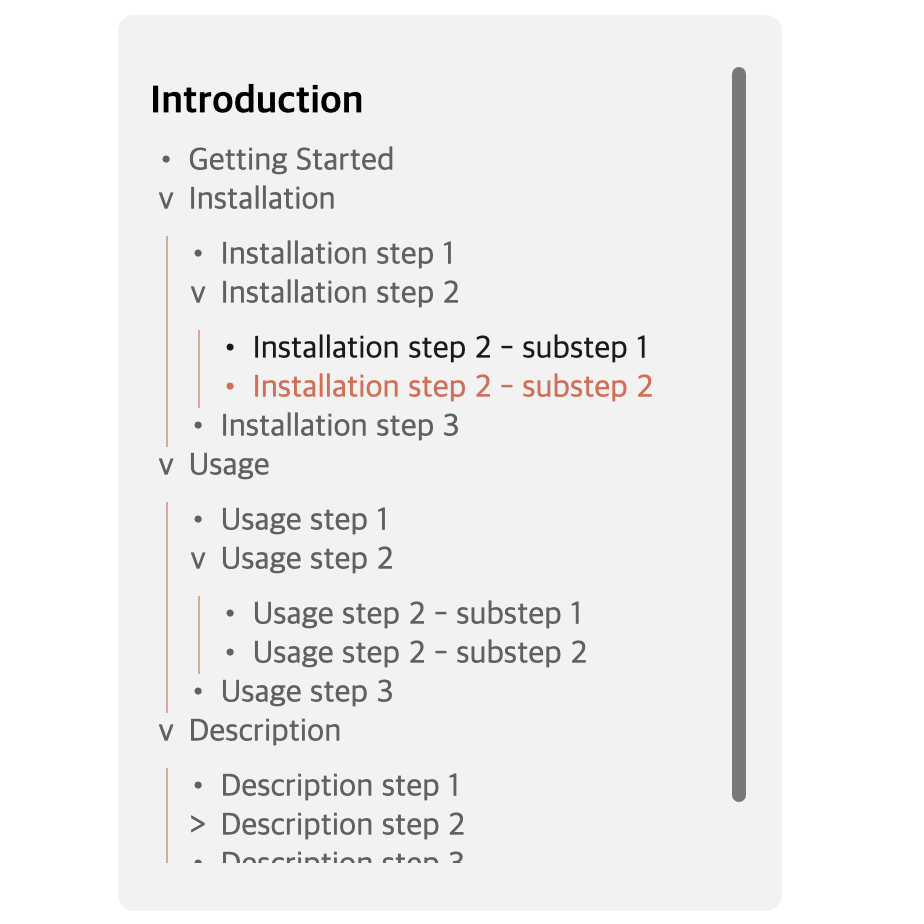 Introduction
• Getting Started
v Installation
• Installation step 1
v Installation step 2
• Installation step 2 - substep 1
• Installation step 2 - substep 2
• Installation step 3
v Usage
• Usage step 1
v Usage step 2
• Usage step 2 - substep 1
• Usage step 2 - substep 2
• Usage step 3
v Description
• Description step 1
> Description step 2
• Description step 3